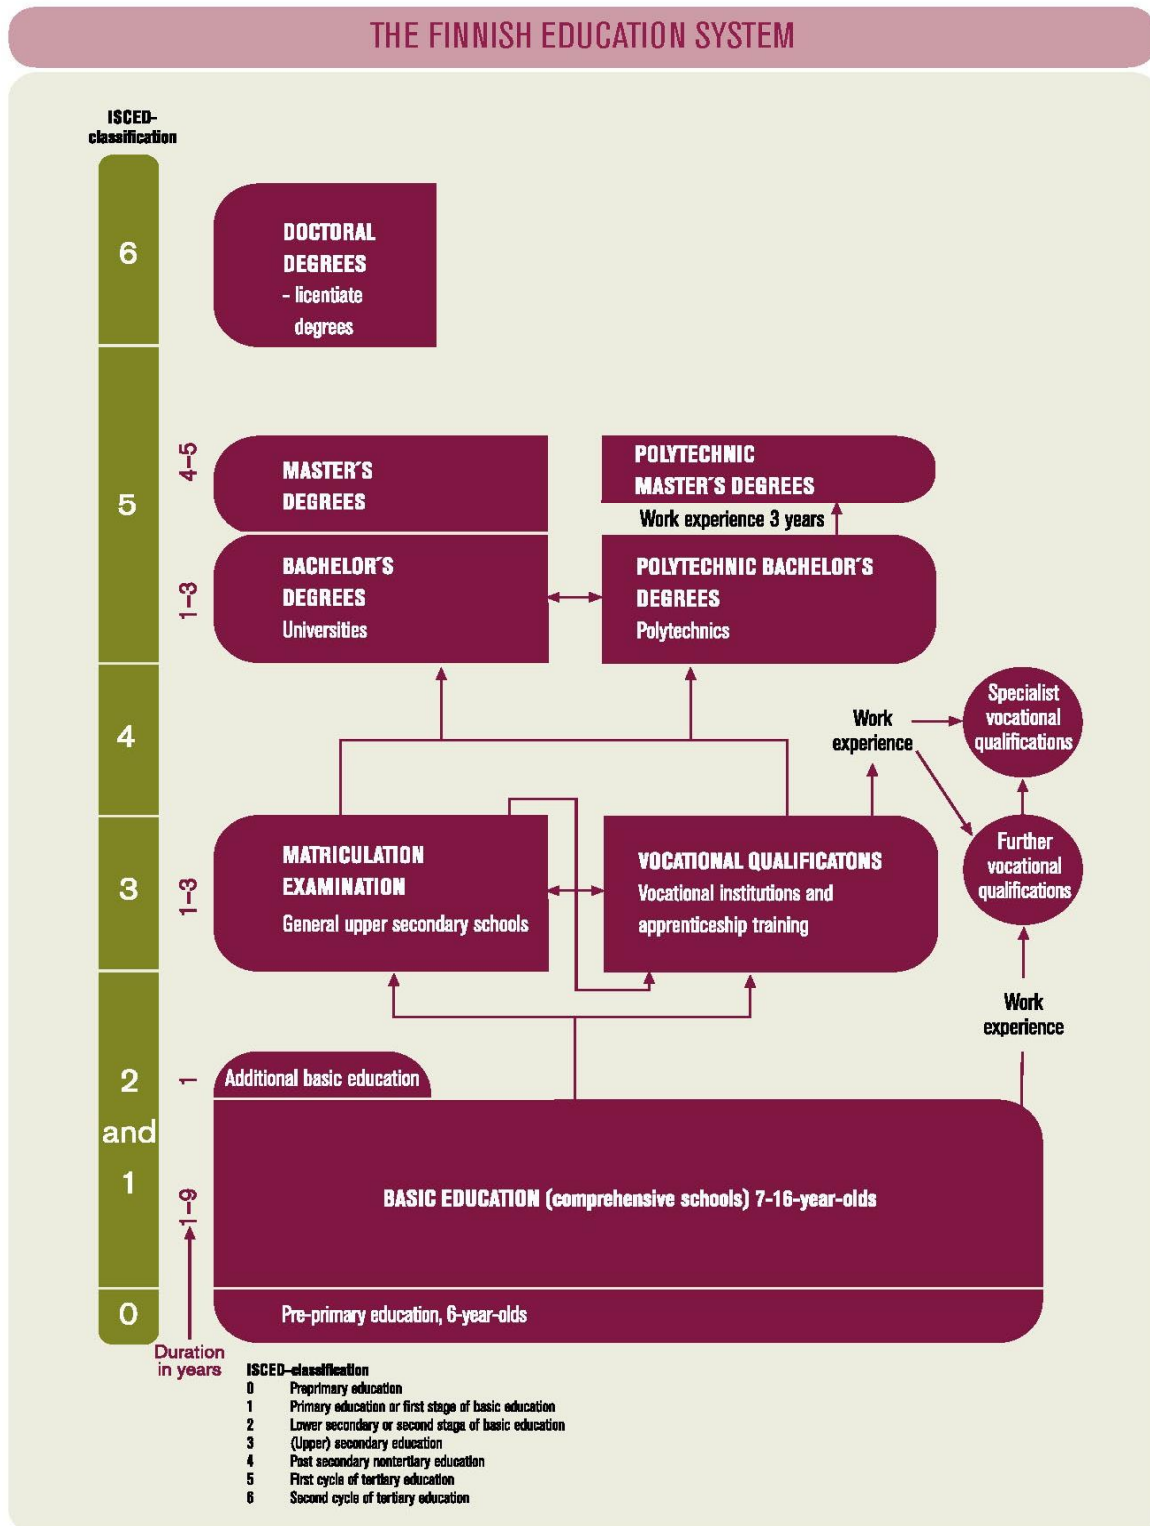 THE FINNISH EDUCATION SYSTEM
ISCED-
classification
6
DOCTORAL
DEGREES
- licentiate
degrees
5
4-5
MASTER´S
DEGREES
POLYTECHNIC
MASTER´S DEGREES
Work experience 3 years
1-3
BACHELOR´S
DEGREES
Universities
POLYTECHNIC BACHELOR´S
DEGREES
Polytechnics
4
Work
experience
Specialist
vocational
qualifications
3
1-3
MATRICULATION
EXAMINATION
General upper secondary schools
VOCATIONAL QUALIFICATONS
Vocational institutions and
apprenticeship training
Further
vocational
qualifications
Work
experience
2
and
1
1
Additional basic education
1-9
BASIC EDUCATION (comprehensive schools) 7-16-year-olds
0
Pre-primary education, 6-year-olds
Duration
in years
ISCED-classification
0 Preprimary education
1 Primary education or first stage of basic education
2 Lower secondary or second stage of basic education
3 (Upper) secondary education
4 Post secondary nontertiary education
5 First cycle of tertiary education
6 Second cycle of tertiary education